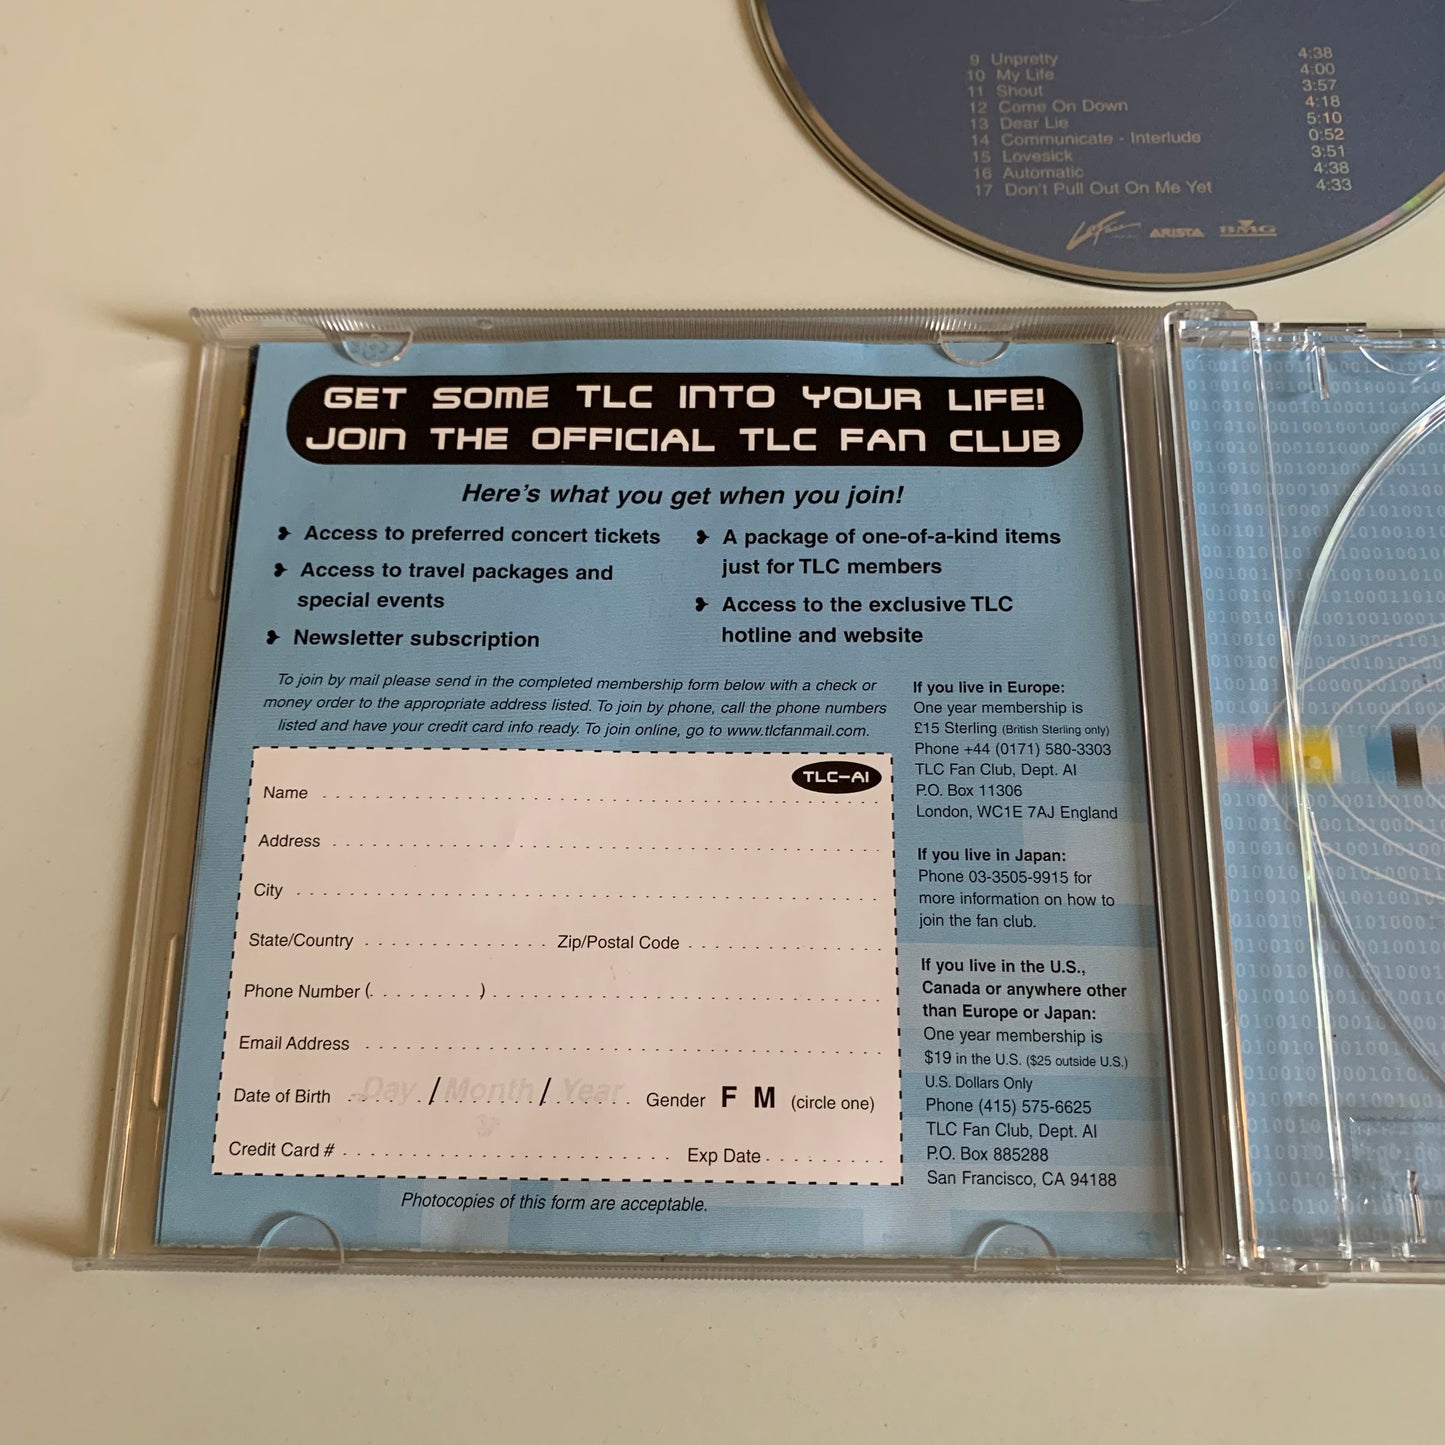 9 Unpretty 4:38
10 My Life 4:00
11 Shout 3:57
12 Come On Down 4:18
13 Dear Lie 5:10
14 Communicate - Interlude 0:52
15 Lovesick 3:51
16 Automatic 4:38
17 Don't Pull Out On Me Yet 4:33
LaFace ARISTA BMG
GET SOME TLC INTO YOUR LIFE!
JOIN THE OFFICIAL TLC FAN CLUB
Here's what you get when you join!
Access to preferred concert tickets
Access to travel packages and
special events
Newsletter subscription
A package of one-of-a-kind items
just for TLC members
Access to the exclusive TLC
hotline and website
To join by mail please send in the completed membership form below with a check or
money order to the appropriate address listed. To join by phone, call the phone numbers
listed and have your credit card info ready. To join online, go to www.tlcfanmail.com.
TLC-AI
Name
Address
City
State/Country Zip/Postal Code
Phone Number ( )
Email Address
Date of Birth Day / Month / Year Gender F M (circle one)
Credit Card # Exp Date
Photocopies of this form are acceptable.
If you live in Europe:
One year membership is
£15 Sterling (British Sterling only)
Phone +44 (0171) 580-3303
TLC Fan Club, Dept. AI
P.O. Box 11306
London, WC1E 7AJ England
If you live in Japan:
Phone 03-3505-9915 for
more information on how to
join the fan club.
If you live in the U.S.,
Canada or anywhere other
than Europe or Japan:
One year membership is
$19 in the U.S. ($25 outside U.S.)
U.S. Dollars Only
Phone (415) 575-6625
TLC Fan Club, Dept. AI
P.O. Box 885288
San Francisco, CA 94188